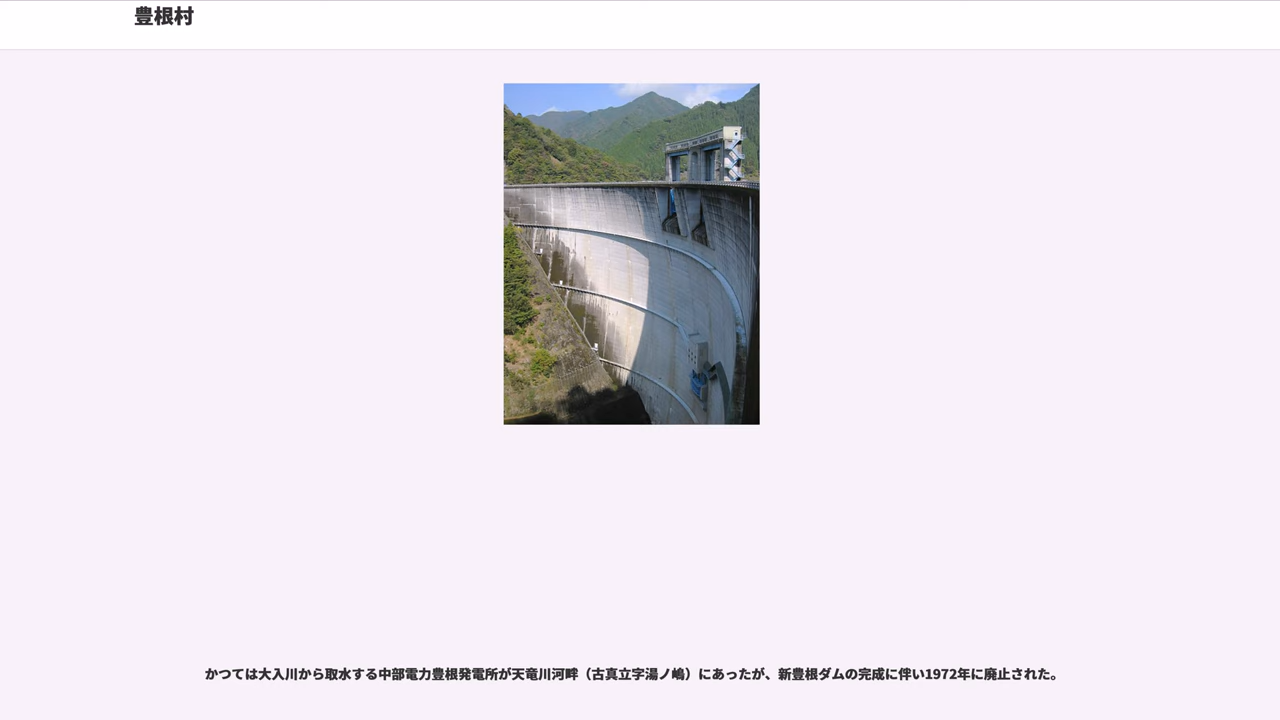 豊根村
かつては大入川から取水する中部電力豊根発電所が天竜川河畔（古真立字湯ノ嶋）にあったが、新豊根ダムの完成に伴い1972年に廃止された。